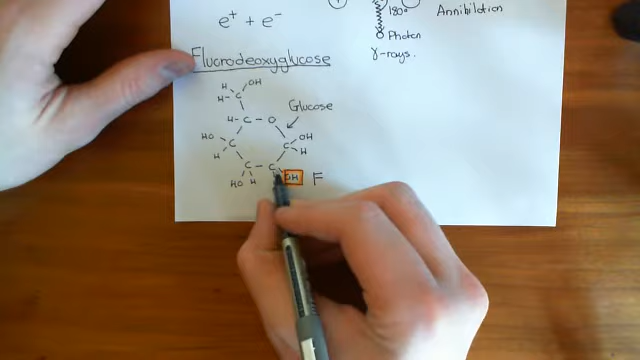 e⁺ + e⁻
180°
Annihilation
Photon
γ-rays.
Fluorodeoxyglucose
H OH
H - C
Glucose
H - C - O
HO C C OH
H H
C - C
HO H OH F